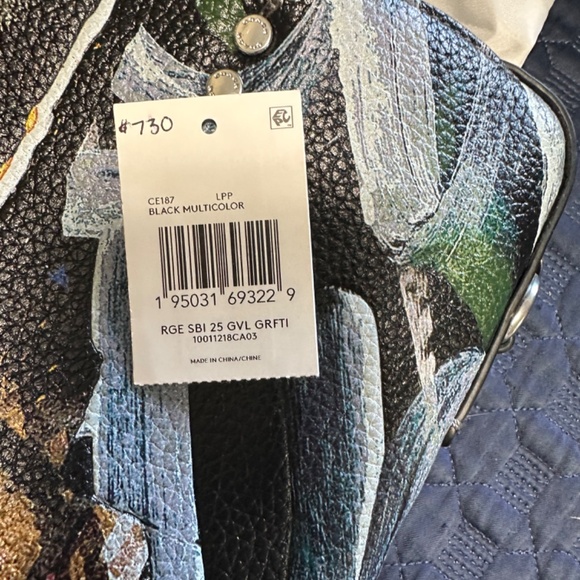 $730
CE187 LPP
BLACK MULTICOLOR
1 95031 69322 9
RGE SBI 25 GVL GRFTI
10011218CA03
MADE IN CHINA/CHINE